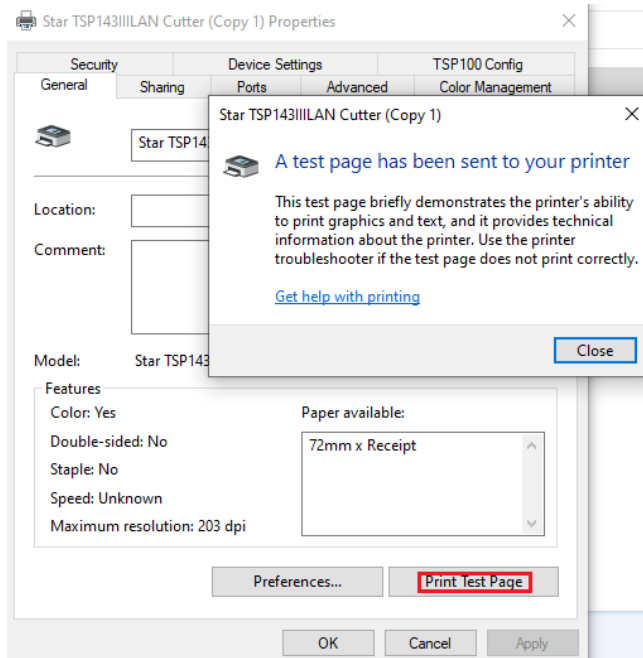 Star TSP143IIILAN Cutter (Copy 1) Properties
Security
Device Settings
TSP100 Config
General
Sharing
Ports
Advanced
Color Management
Star TSP143IIILAN Cutter (Copy 1)
A test page has been sent to your printer
This test page briefly demonstrates the printer's ability
to print graphics and text, and it provides technical
information about the printer. Use the printer
troubleshooter if the test page does not print correctly.
Get help with printing
Close
Star TSP14
Location:
Comment:
Model:
Star TSP143
Features
Color: Yes
Double-sided: No
Staple: No
Speed: Unknown
Maximum resolution: 203 dpi
Paper available:
72mm x Receipt
Preferences...
Print Test Page
OK
Cancel
Apply